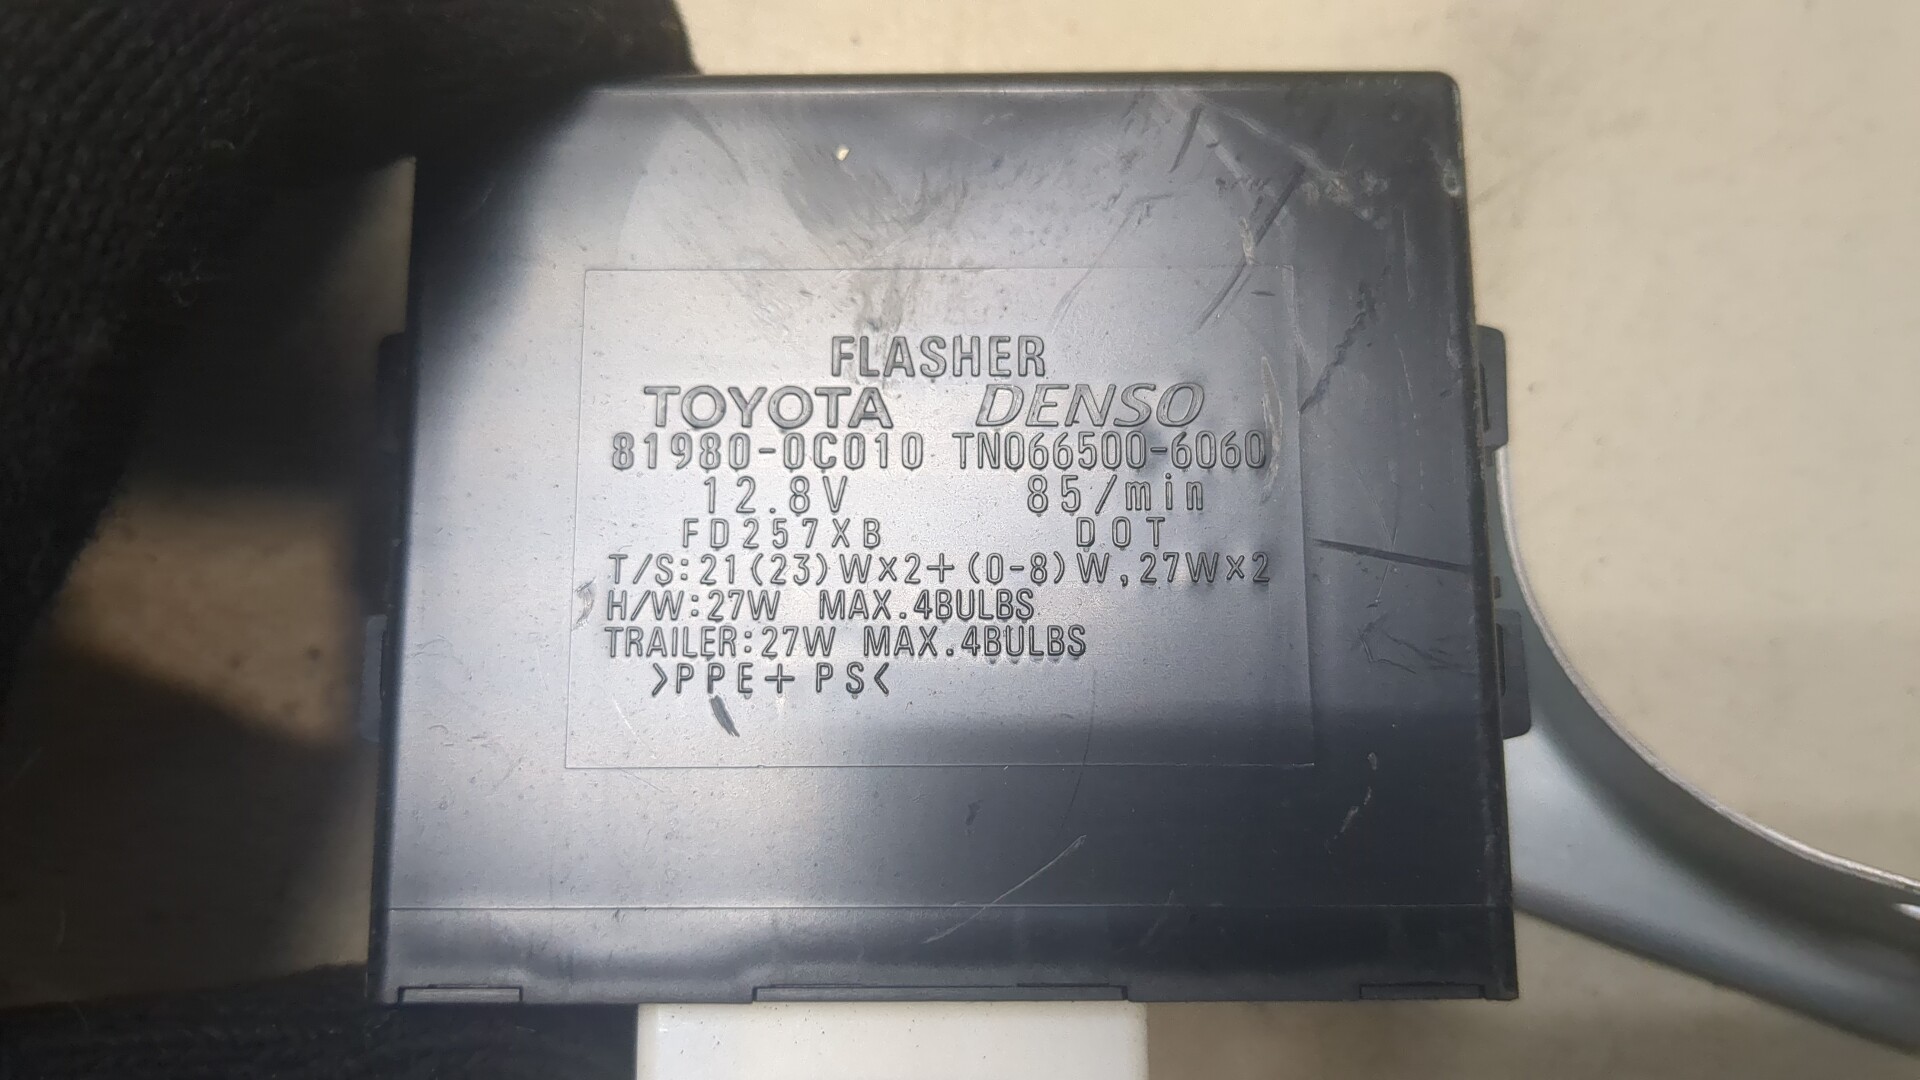 FLASHER
TOYOTA DENSO
81980-0C010 TN066500-6060
12.8V 85/min
FD257XB DOT
T/S:21(23)W×2+(0-8)W,27W×2
H/W:27W MAX.4BULBS
TRAILER:27W MAX.4BULBS
>PPE+PS<